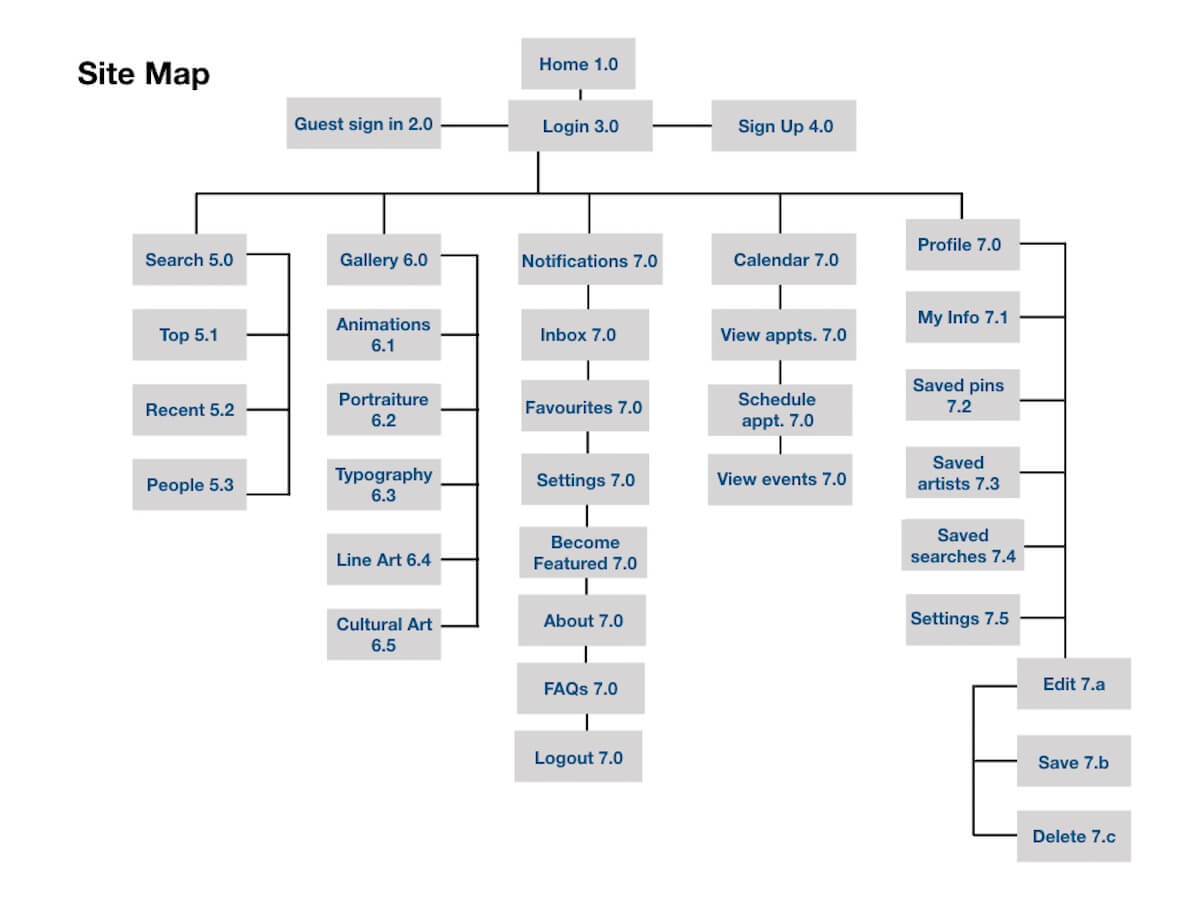 Site Map
Home 1.0
Guest sign in 2.0
Login 3.0
Sign Up 4.0
Search 5.0
Top 5.1
Recent 5.2
People 5.3
Gallery 6.0
Animations
6.1
Portraiture
6.2
Typography
6.3
Line Art 6.4
Cultural Art
6.5
Notifications 7.0
Inbox 7.0
Favourites 7.0
Settings 7.0
Become
Featured 7.0
About 7.0
FAQs 7.0
Logout 7.0
Calendar 7.0
View appts. 7.0
Schedule
appt. 7.0
View events 7.0
Profile 7.0
My Info 7.1
Saved pins
7.2
Saved
artists 7.3
Saved
searches 7.4
Settings 7.5
Edit 7.a
Save 7.b
Delete 7.c